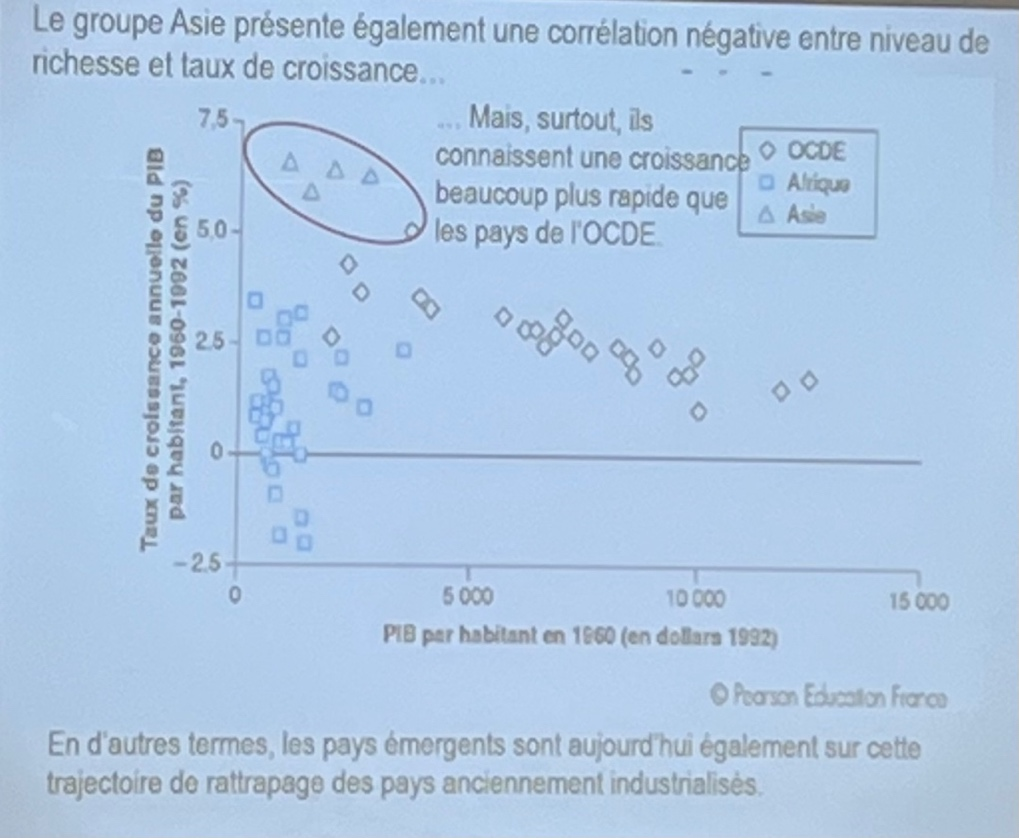 Le groupe Asie présente également une corrélation négative entre niveau de
richesse et taux de croissance...
... Mais, surtout, ils
connaissent une croissance
beaucoup plus rapide que
les pays de l'OCDE.
OCDE
Afrique
Asie
Taux de croissance annuelle du PIB
par habitant, 1960-1992 (en %)
7,5
5,0
2,5
0
−2,5
0
5 000
10 000
15 000
PIB par habitant en 1960 (en dollars 1992)
© Pearson Education France
En d'autres termes, les pays émergents sont aujourd'hui également sur cette
trajectoire de rattrapage des pays anciennement industrialisés.